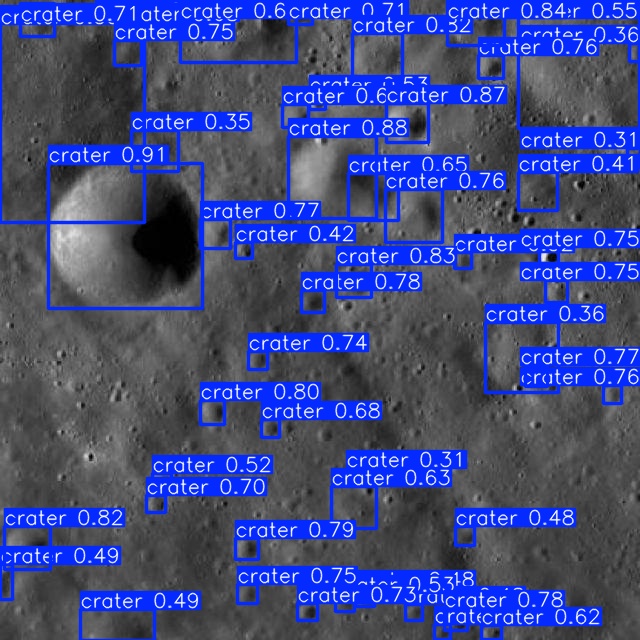 crater 0.71
crater 0.6
crater 0.71
crater 0.52
crater 0.84
0.55
crater 0.75
0.36
crater 0.76
0.53
crater 0.6
crater 0.87
crater 0.35
crater 0.88
crater 0.31
crater 0.91
crater 0.65
crater 0.41
crater 0.76
crater 0.77
crater 0.42
crater
crater 0.75
crater 0.83
crater 0.75
crater 0.78
crater 0.36
crater 0.74
crater 0.77
crater 0.76
crater 0.80
crater 0.68
crater 0.52
crater 0.31
crater 0.70
crater 0.63
crater 0.82
crater 0.48
crater 0.79
crater 0.49
crater 0.75
crater 0.73
crater 0.49
crater 0.78
crater 0.62